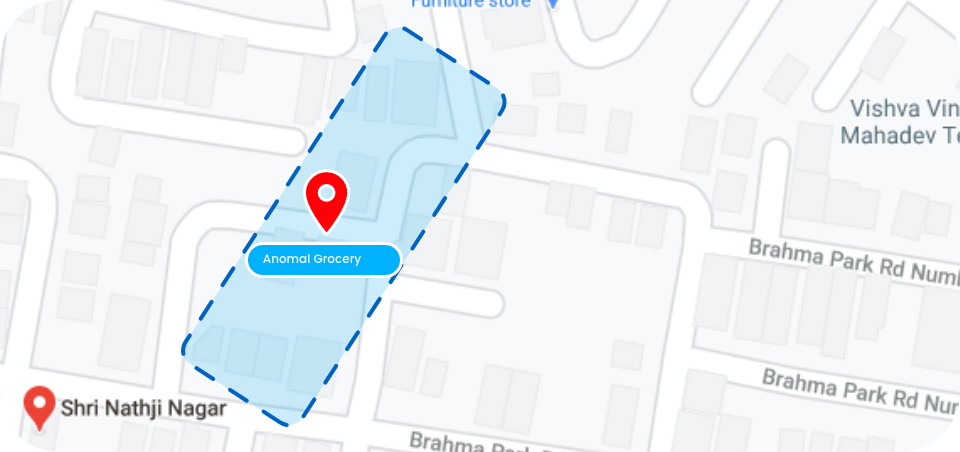 Furniture store
Vishva Vin
Mahadev Te
Anomal Grocery
Brahma Park Rd Numl
Brahma Park Rd Nur
Shri Nathji Nagar
Brahma Park